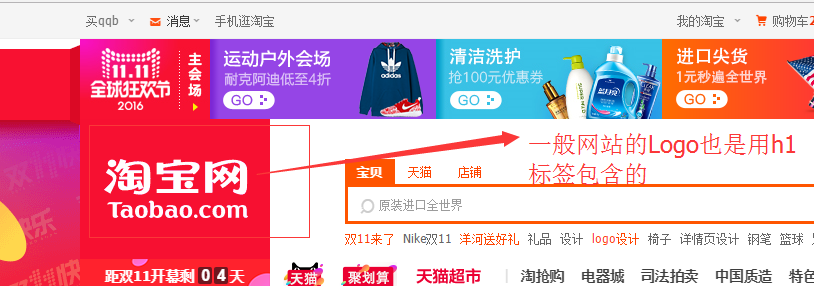 买qqb 消息 手机逛淘宝 我的淘宝 购物车
11.11
全球狂欢节
2016
主会场
运动户外会场
耐克阿迪低至4折
GO
adidas
清洁洗护
抢100元优惠券
GO
进口尖货
1元秒遍全世界
GO
淘宝网
Taobao.com
一般网站的Logo也是用h1
标签包含的
宝贝 天猫 店铺
原装进口全世界
双11来了 Nike双11 洋河送好礼 礼品 设计 logo设计 椅子 详情页设计 钢笔 篮球
距双11开幕剩04天
天猫 聚划算 天猫超市 淘抢购 电器城 司法拍卖 中国质造 特色